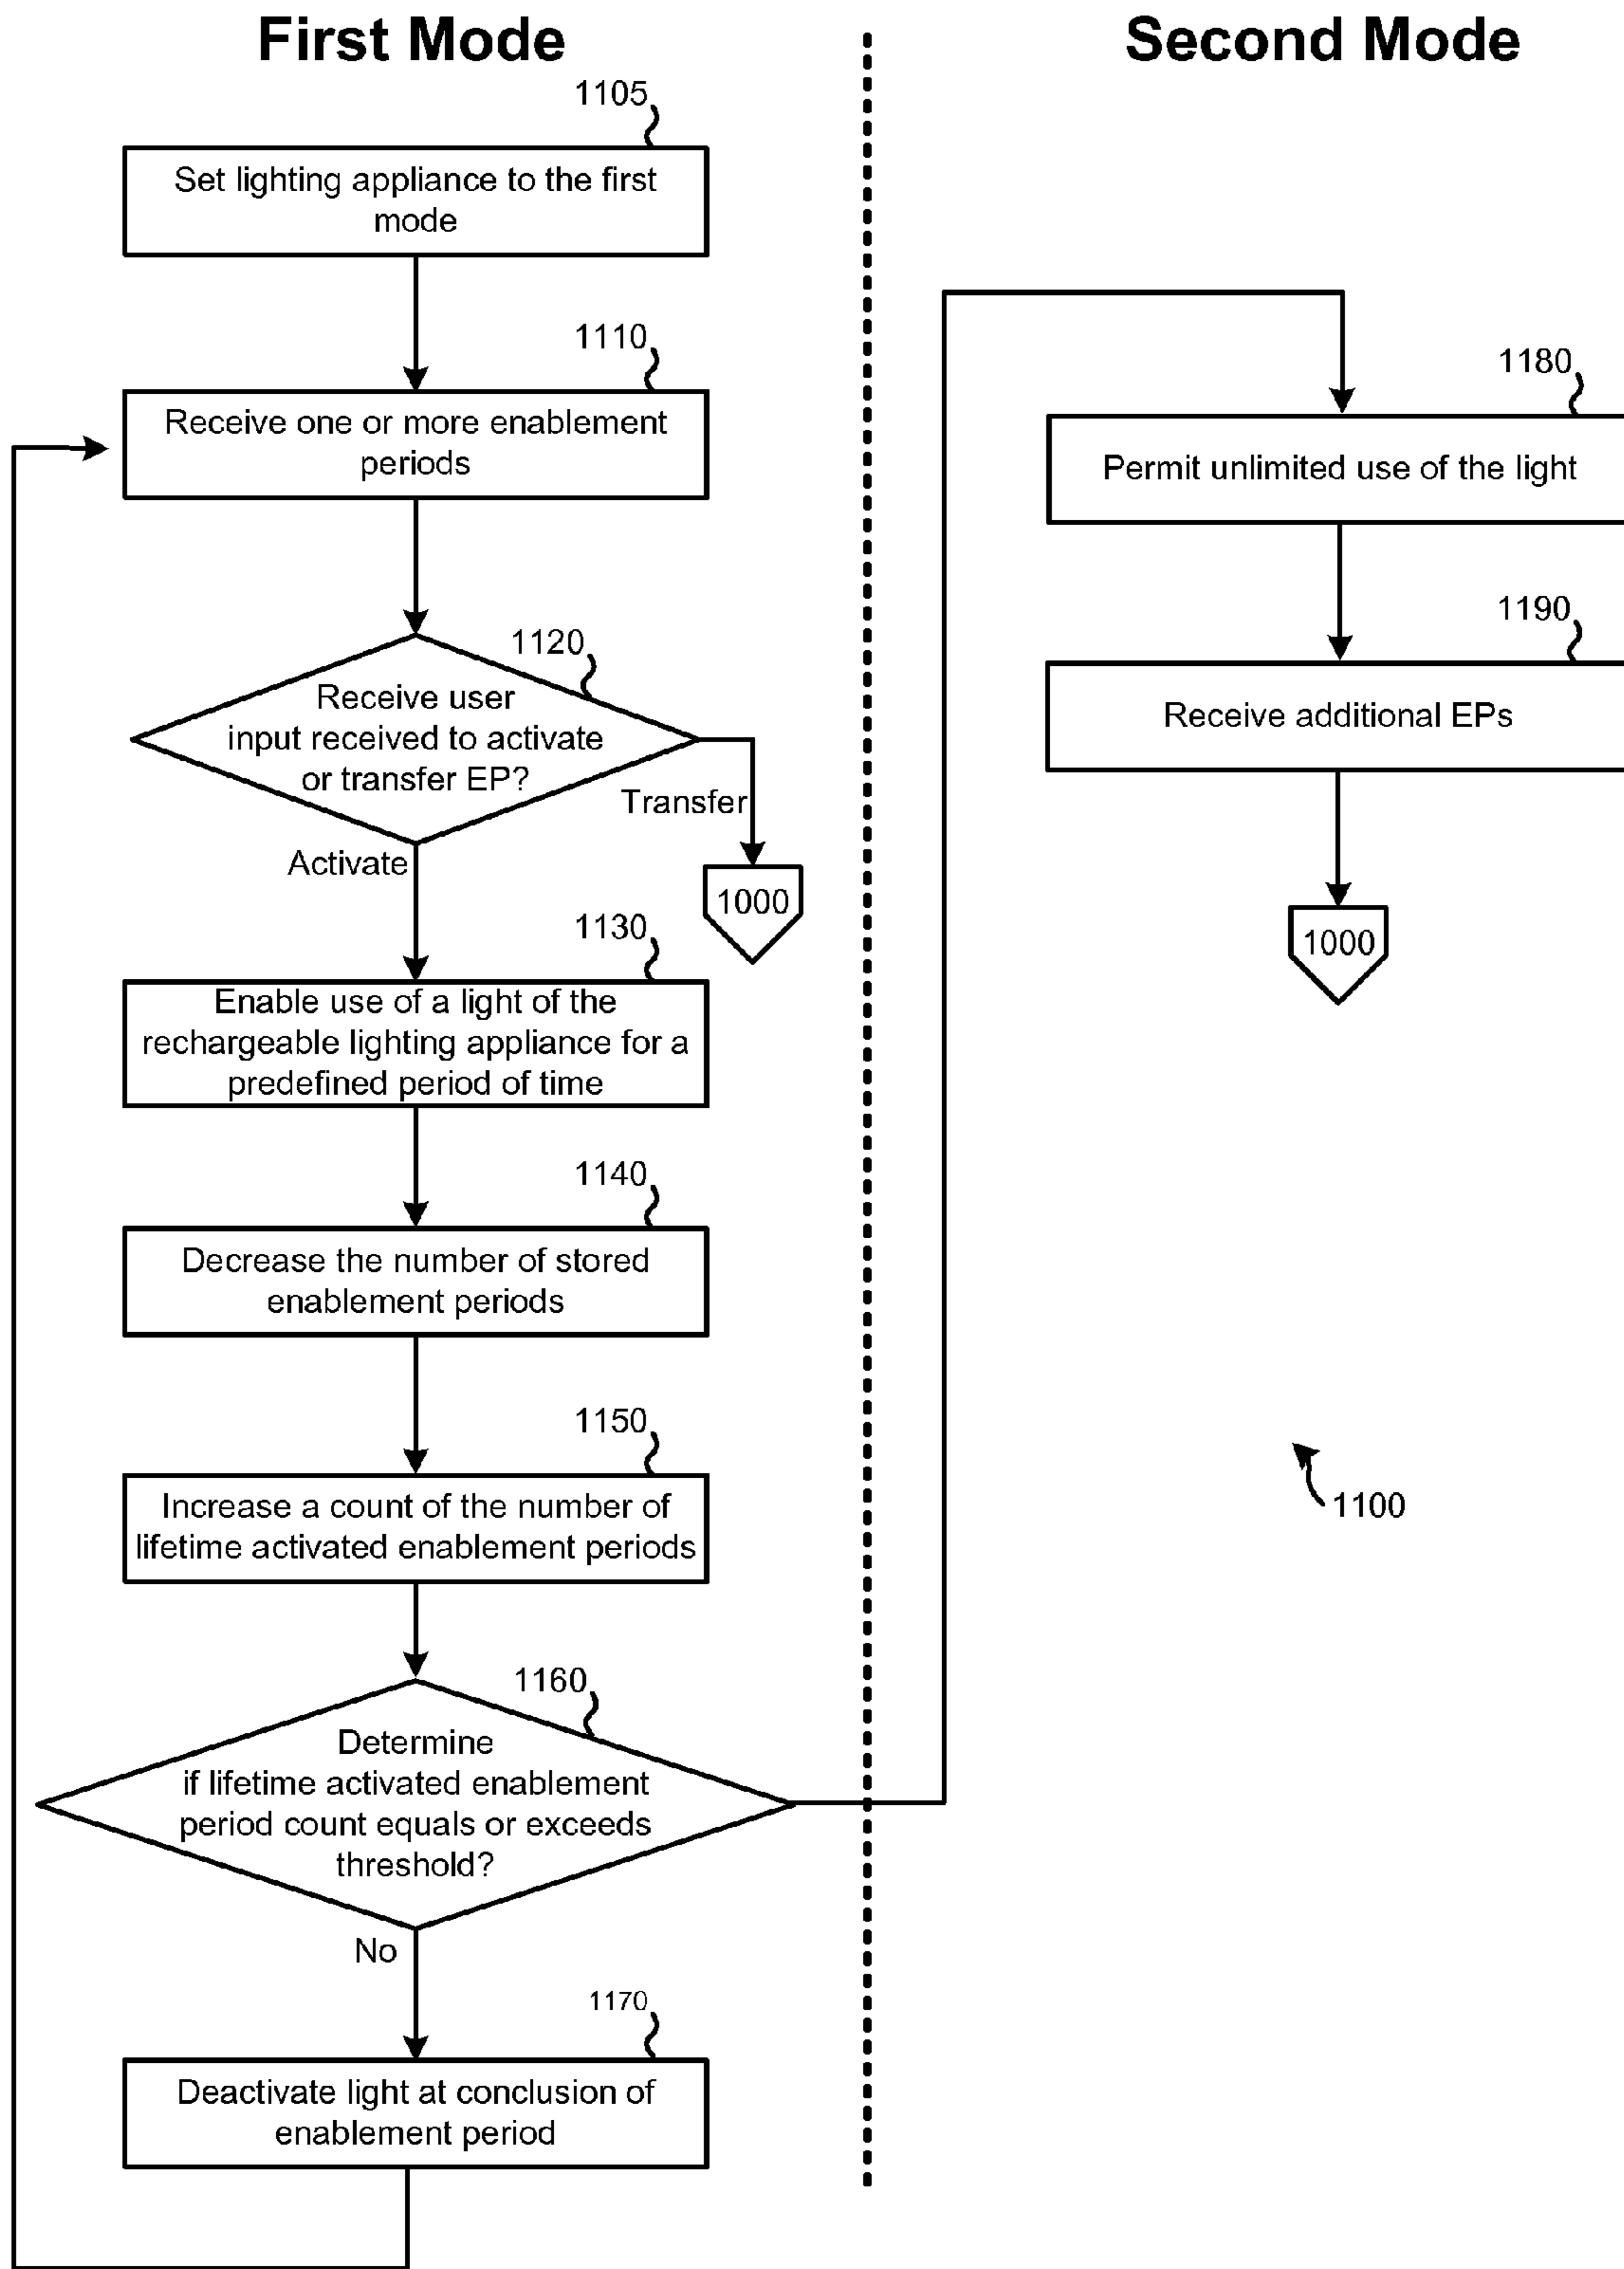 First Mode
Second Mode
1105
Set lighting appliance to the first
mode
1110
Receive one or more enablement
periods
1120
Receive user
input received to activate
or transfer EP?
Transfer
Activate
1000
1130
Enable use of a light of the
rechargeable lighting appliance for a
predefined period of time
1140
Decrease the number of stored
enablement periods
1150
Increase a count of the number of
lifetime activated enablement periods
1160
Determine
if lifetime activated enablement
period count equals or exceeds
threshold?
No
1170
Deactivate light at conclusion of
enablement period
1180
Permit unlimited use of the light
1190
Receive additional EPs
1000
1100